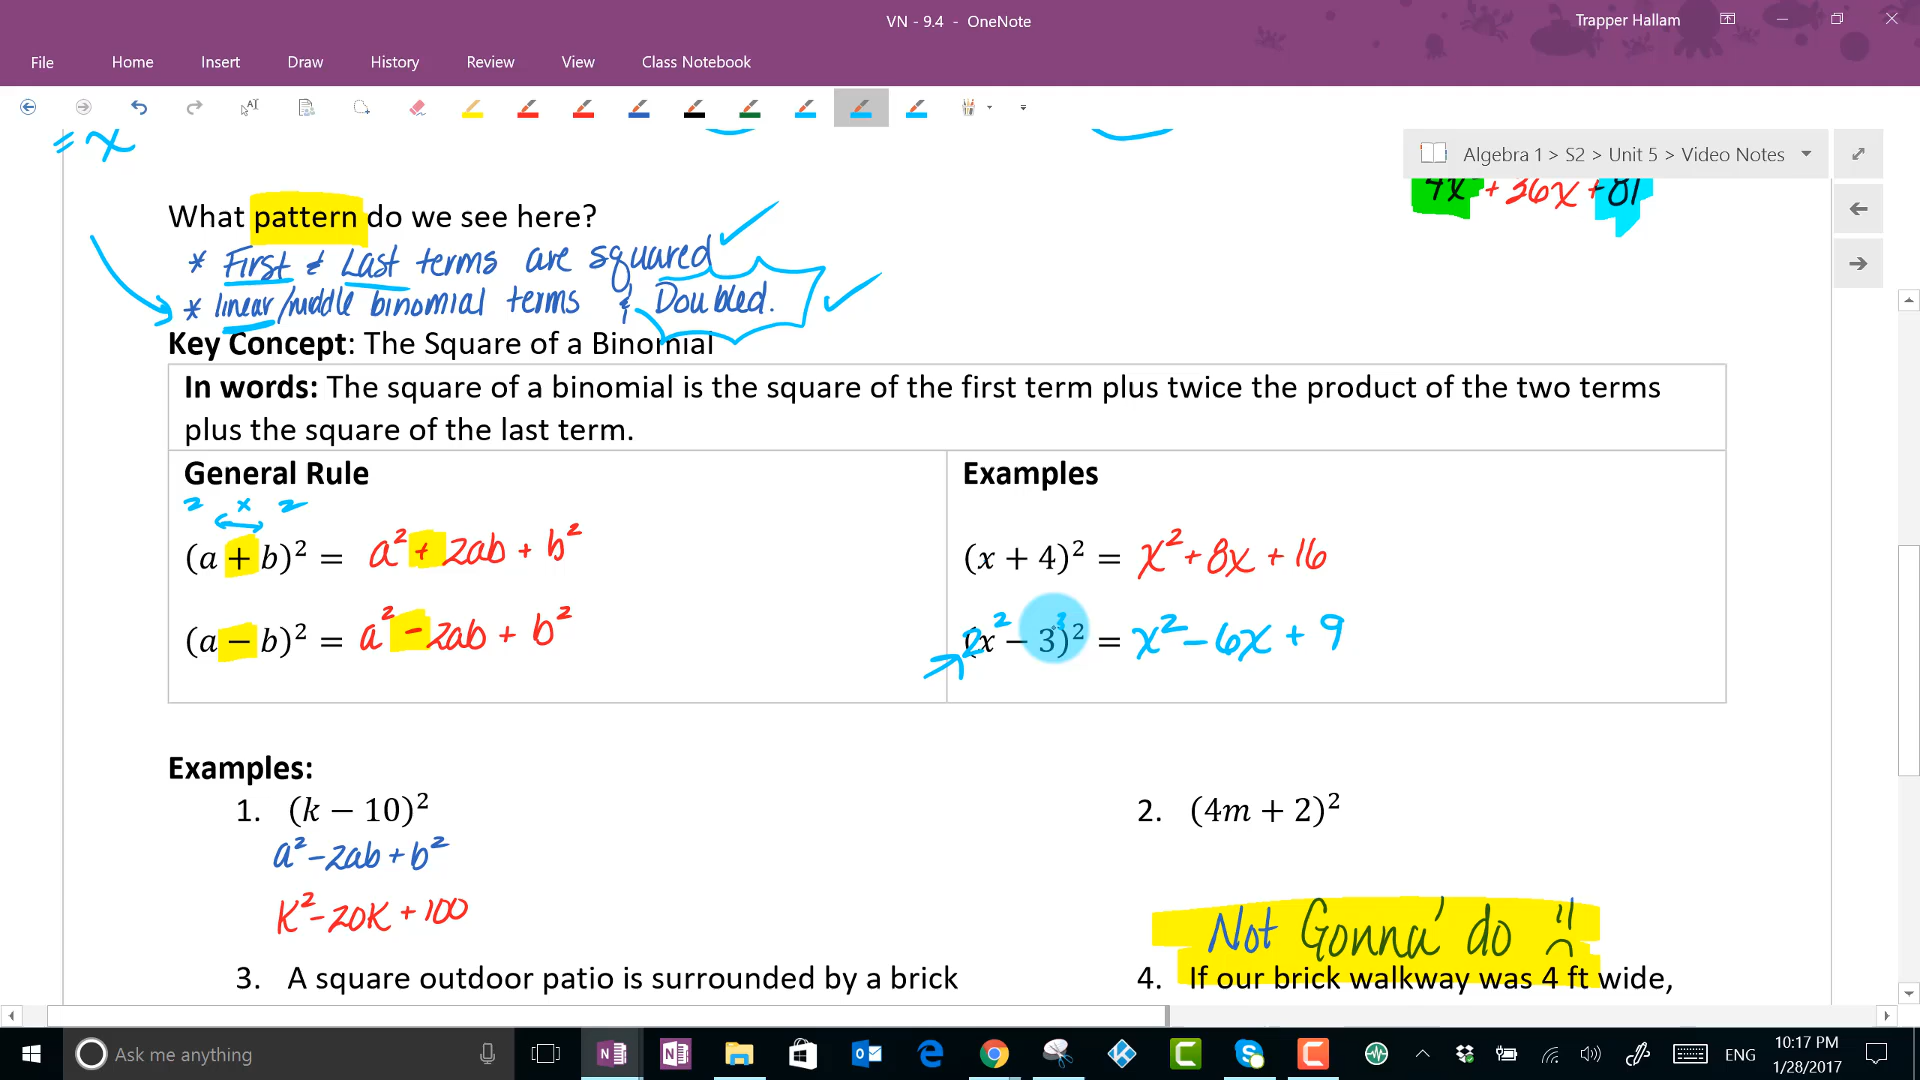 VN - 9.4 - OneNote
Trapper Hallam
File Home Insert Draw History Review View Class Notebook
= x
Algebra 1 > S2 > Unit 5 > Video Notes
4x + 36x + 81
What pattern do we see here?
* First & Last terms are squared
* linear/middle binomial terms & Doubled.
Key Concept: The Square of a Binomial
In words: The square of a binomial is the square of the first term plus twice the product of the two terms
plus the square of the last term.
General Rule
2 x 2
(a + b)² = a² + 2ab + b²
(a − b)² = a² - 2ab + b²
Examples
(x + 4)² = x² + 8x + 16
2 2
(x − 3)² = x² - 6x + 9
Examples:
1. (k − 10)²
a² - 2ab + b²
k² - 20k + 100
2. (4m + 2)²
Not Gonna' do
3. A square outdoor patio is surrounded by a brick
4. If our brick walkway was 4 ft wide,
Ask me anything
ENG
10:17 PM
1/28/2017